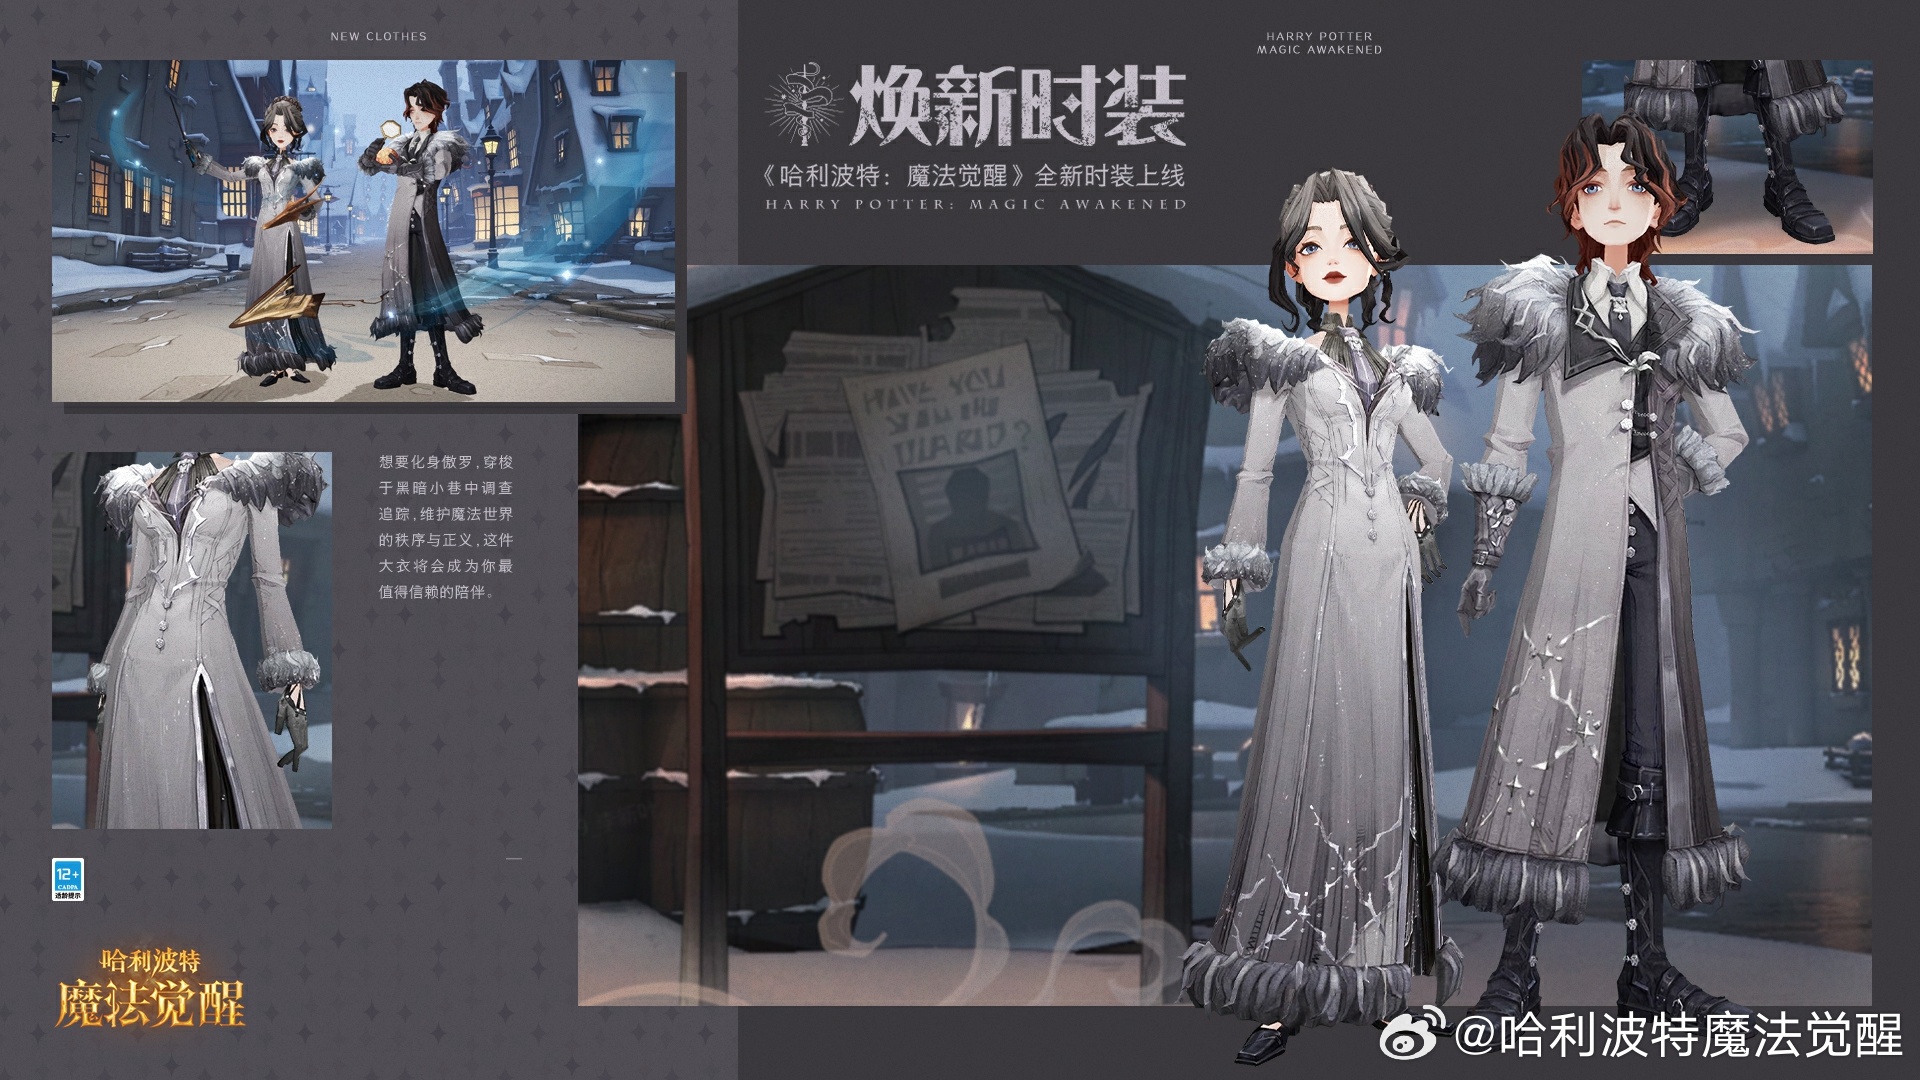 NEW CLOTHES
HARRY POTTER
MAGIC AWAKENED
焕新时装
《哈利波特：魔法觉醒》全新时装上线
HARRY POTTER: MAGIC AWAKENED
HAVE YOU
想要化身傲罗,穿梭
于黑暗小巷中调查
追踪,维护魔法世界
的秩序与正义,这件
大衣将会成为你最
值得信赖的陪伴。
12+
CADPA
适龄提示
哈利波特
魔法觉醒
@哈利波特魔法觉醒